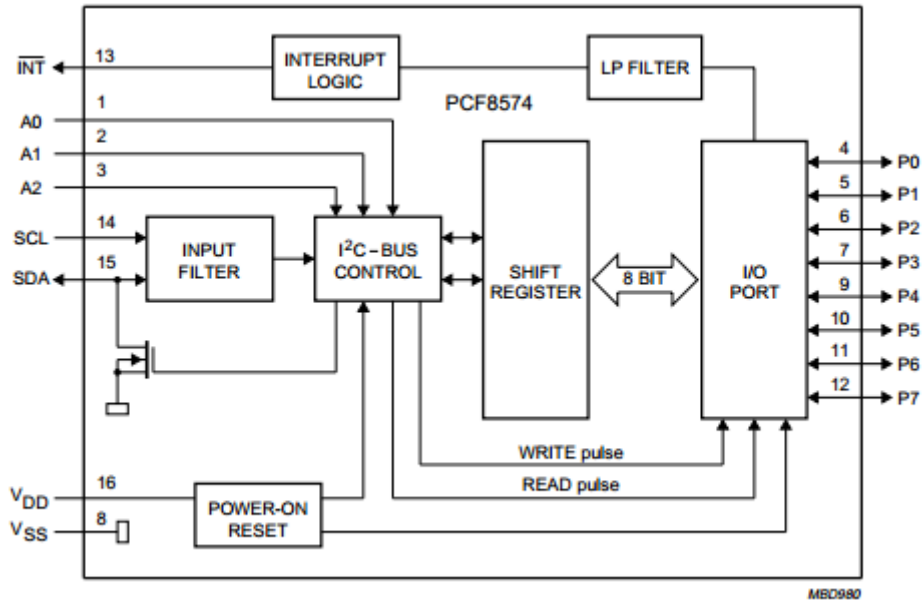 INT 13 INTERRUPT LOGIC LP FILTER
PCF8574
A0 1
A1 2
A2 3
SCL 14
SDA 15
INPUT FILTER
I²C–BUS CONTROL
SHIFT REGISTER
8 BIT
I/O PORT
4 P0
5 P1
6 P2
7 P3
9 P4
10 P5
11 P6
12 P7
WRITE pulse
READ pulse
VDD 16
VSS 8
POWER-ON RESET
MBD980